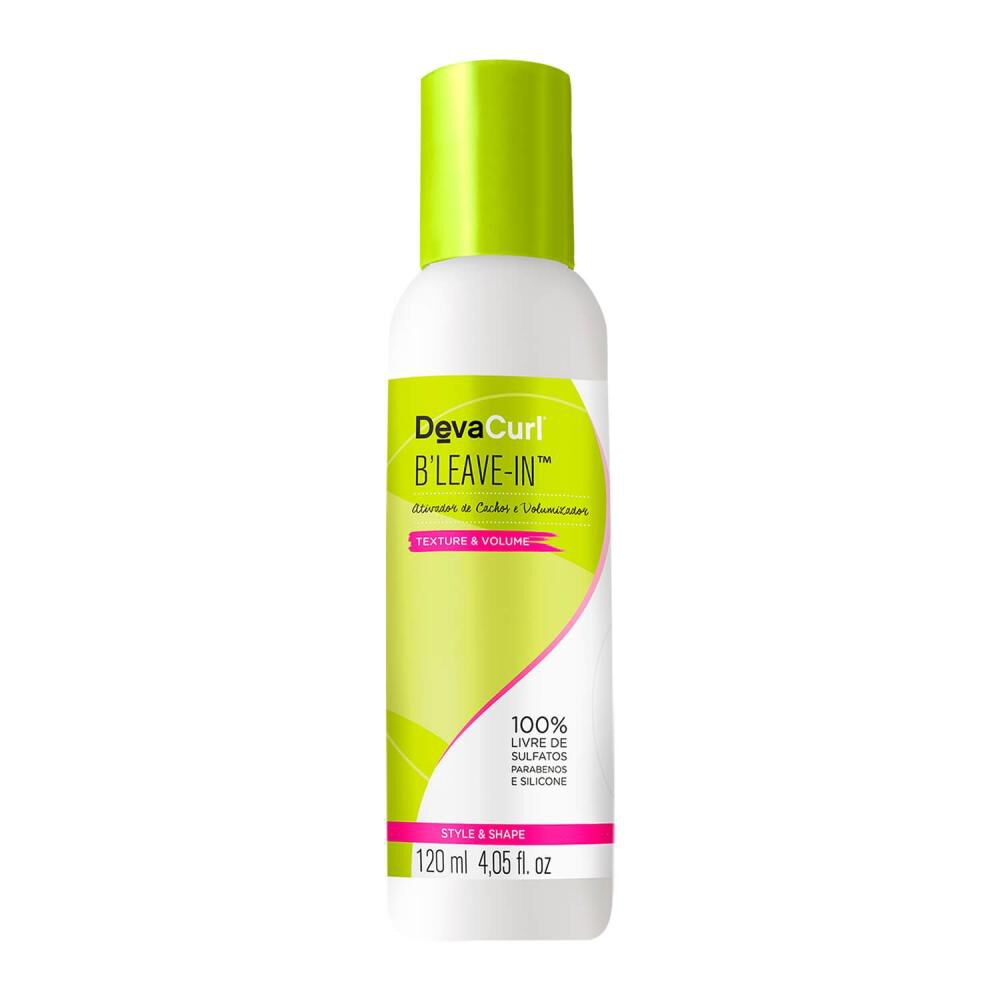 DevaCurl
B'LEAVE-IN™
Ativador de Cachos e Volumizador
TEXTURE & VOLUME
100%
LIVRE DE
SULFATOS
PARABENOS
E SILICONE
STYLE & SHAPE
120 ml 4,05 fl. oz